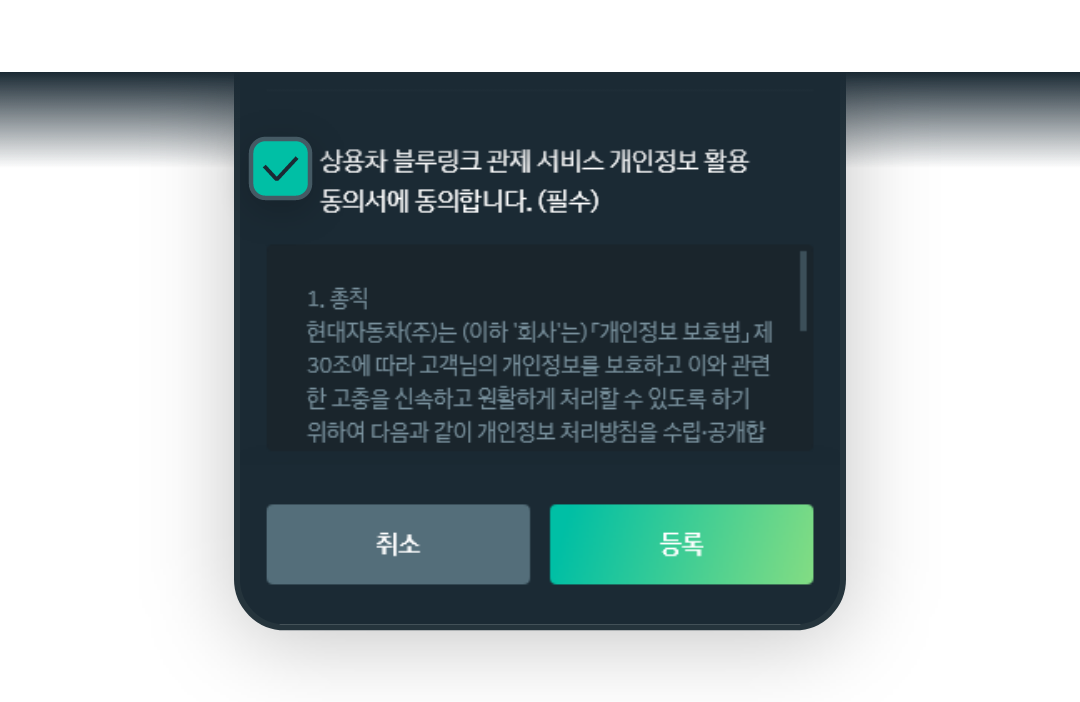 상용차 블루링크 관제 서비스 개인정보 활용
동의서에 동의합니다. (필수)
1. 총칙
현대자동차(주)는 (이하 '회사'는)「개인정보 보호법」제
30조에 따라 고객님의 개인정보를 보호하고 이와 관련
한 고충을 신속하고 원활하게 처리할 수 있도록 하기
위하여 다음과 같이 개인정보 처리방침을 수립·공개합
취소 등록